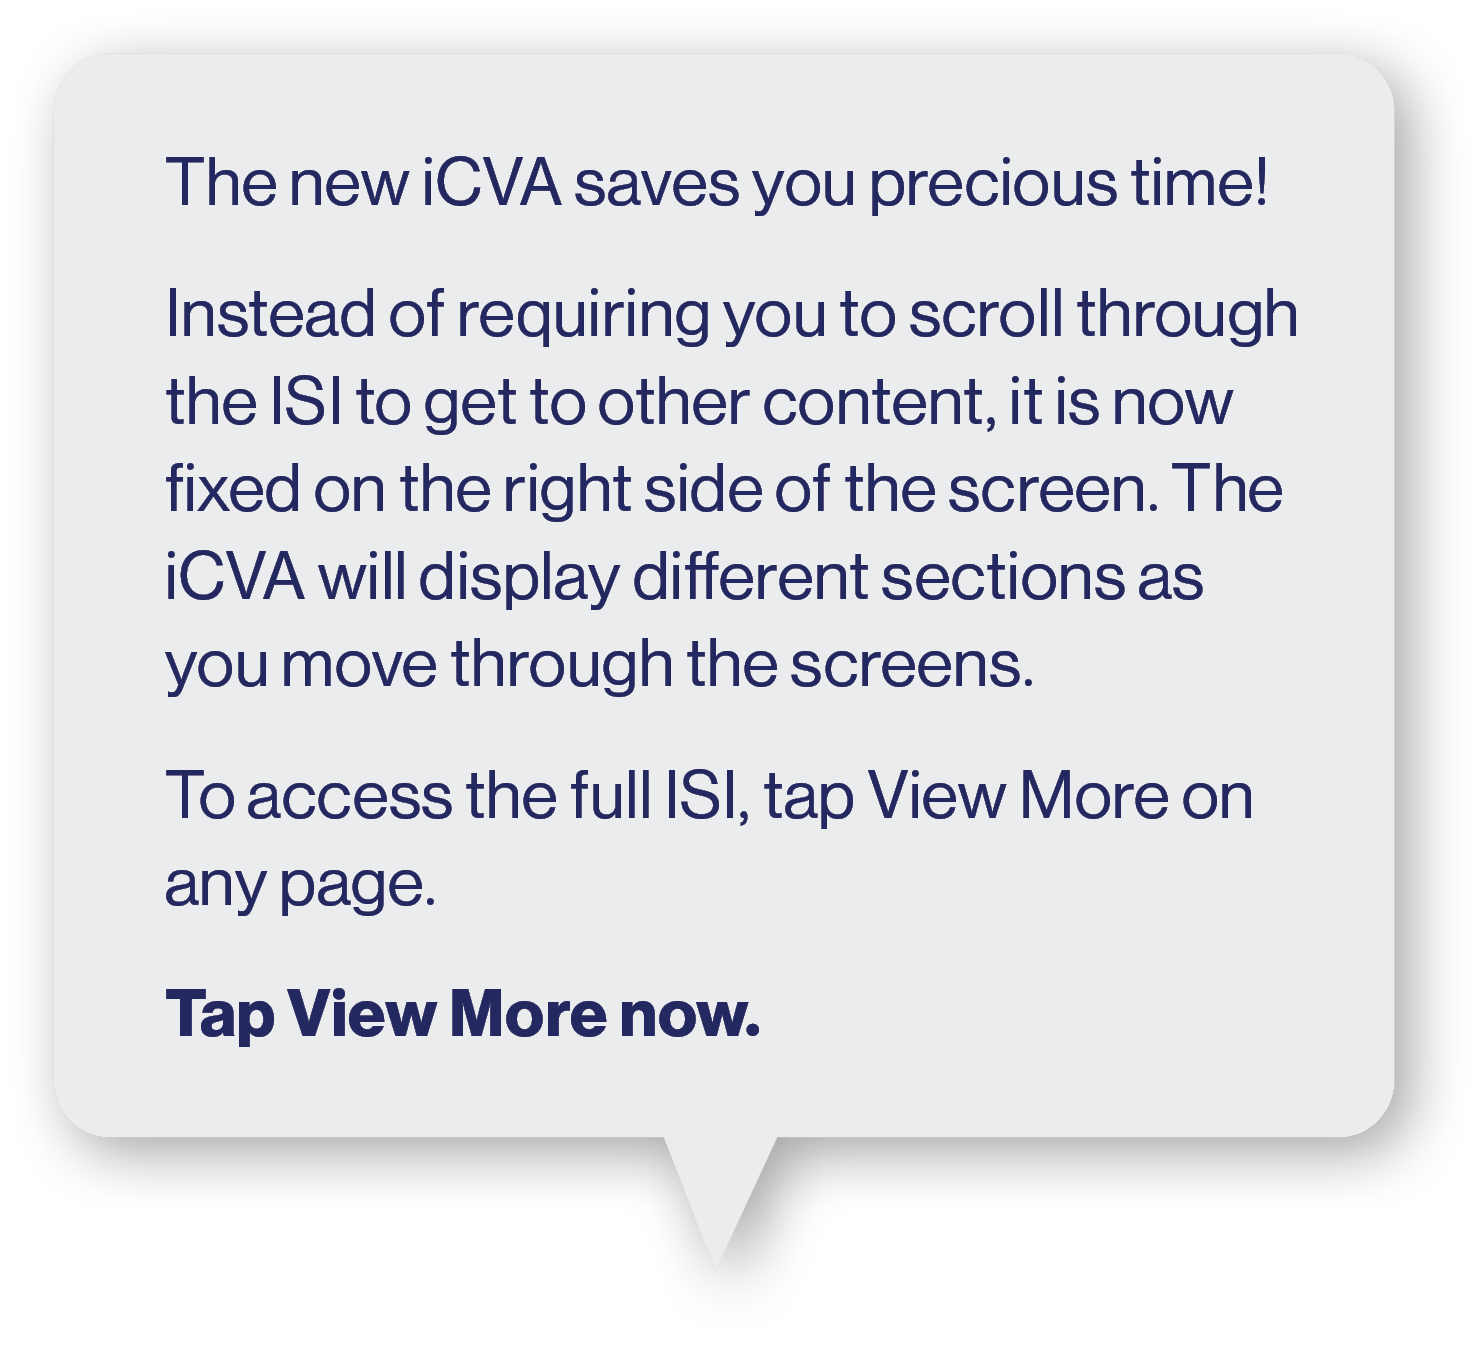 The new iCVA saves you precious time!
Instead of requiring you to scroll through
the ISI to get to other content, it is now
fixed on the right side of the screen. The
iCVA will display different sections as
you move through the screens.
To access the full ISI, tap View More on
any page.
Tap View More now.